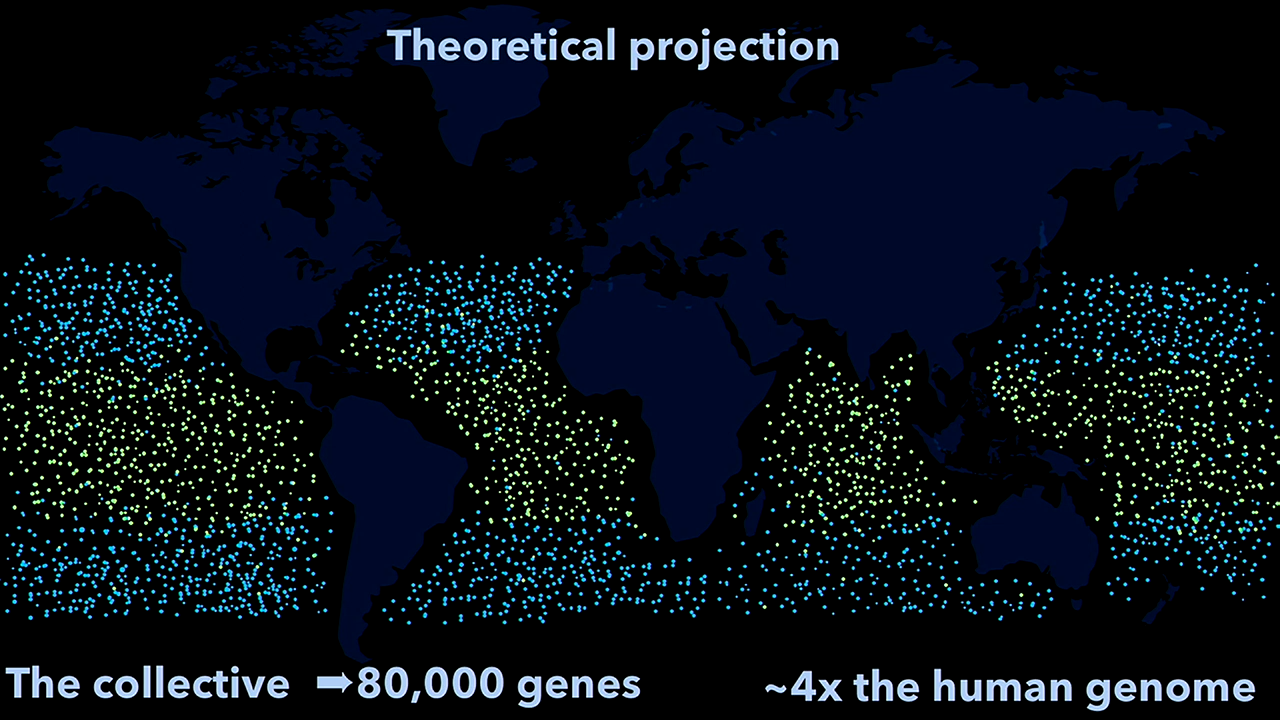 Theoretical projection
The collective ➡80,000 genes
~4x the human genome